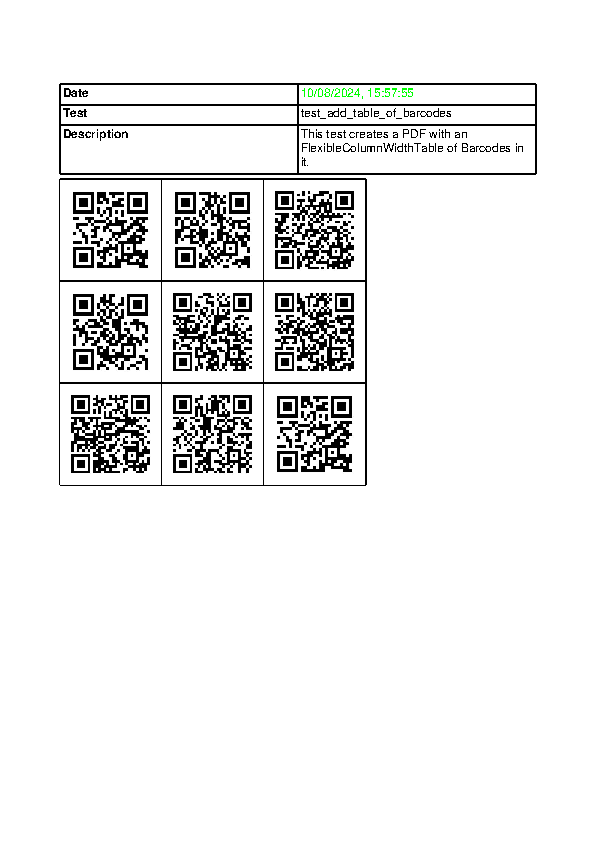 Date 10/08/2024, 15:57:55
Test test_add_table_of_barcodes
Description This test creates a PDF with an
FlexibleColumnWidthTable of Barcodes in
it.